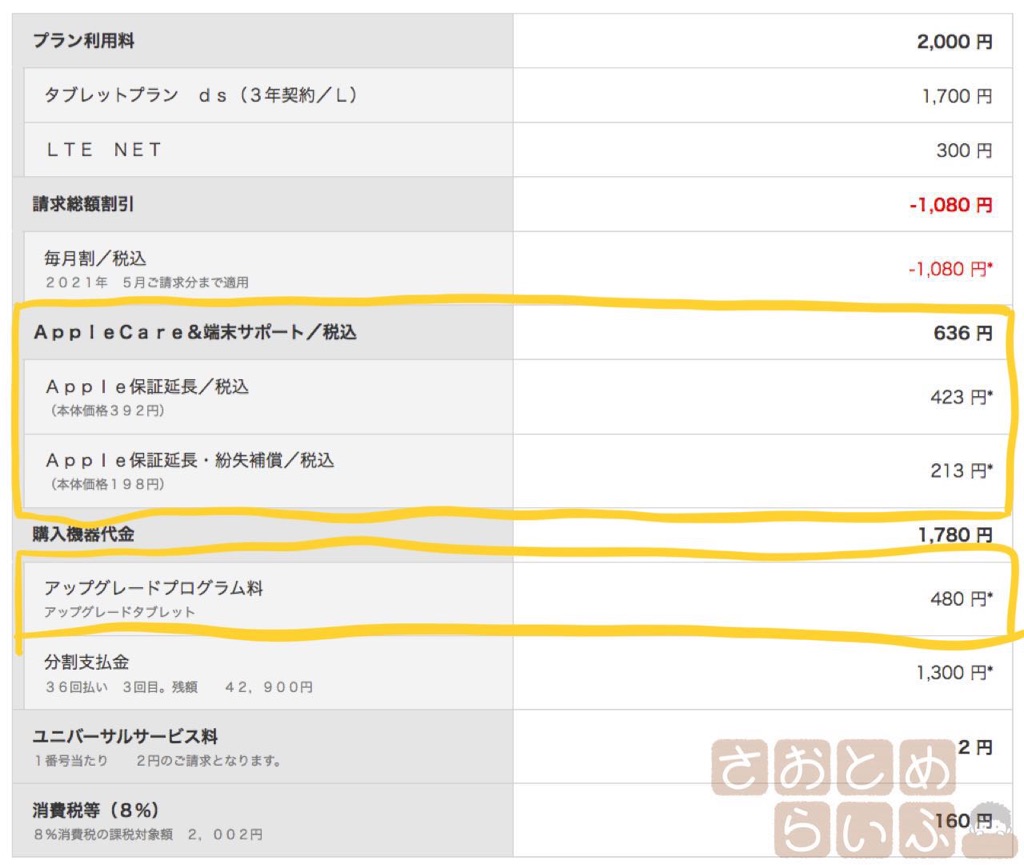 プラン利用料 2,000 円
タブレットプラン ds(3年契約/L) 1,700 円
LTE NET 300 円
請求総額割引 -1,080 円
毎月割/税込 -1,080 円*
2021年 5月ご請求分まで適用
AppleCare&端末サポート/税込 636 円
Apple保証延長/税込 423 円*
(本体価格392円)
Apple保証延長・紛失補償/税込 213 円*
(本体価格198円)
購入機器代金 1,780 円
アップグレードプログラム料 480 円*
アップグレードタブレット
分割支払金 1,300 円*
36回払い 3回目。残額 42,900円
ユニバーサルサービス料 2 円
1番号当たり 2円のご請求となります。
消費税等(8%) 160 円
8%消費税の課税対象額 2,002円
さおとめ
らいふ